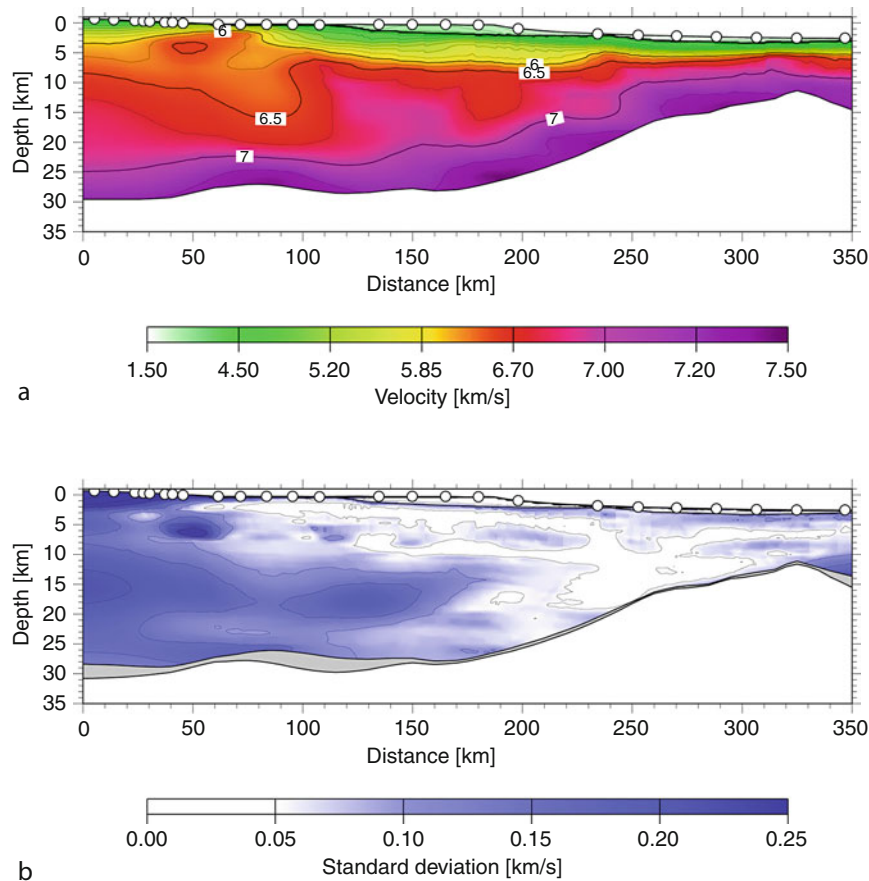 0
5
10
15
20
25
30
35
Depth [km]
6
6.5
6
6.5
7
7
0 50 100 150 200 250 300 350
Distance [km]
1.50 4.50 5.20 5.85 6.70 7.00 7.20 7.50
Velocity [km/s]
a
0
5
10
15
20
25
30
35
Depth [km]
0 50 100 150 200 250 300 350
Distance [km]
0.00 0.05 0.10 0.15 0.20 0.25
Standard deviation [km/s]
b